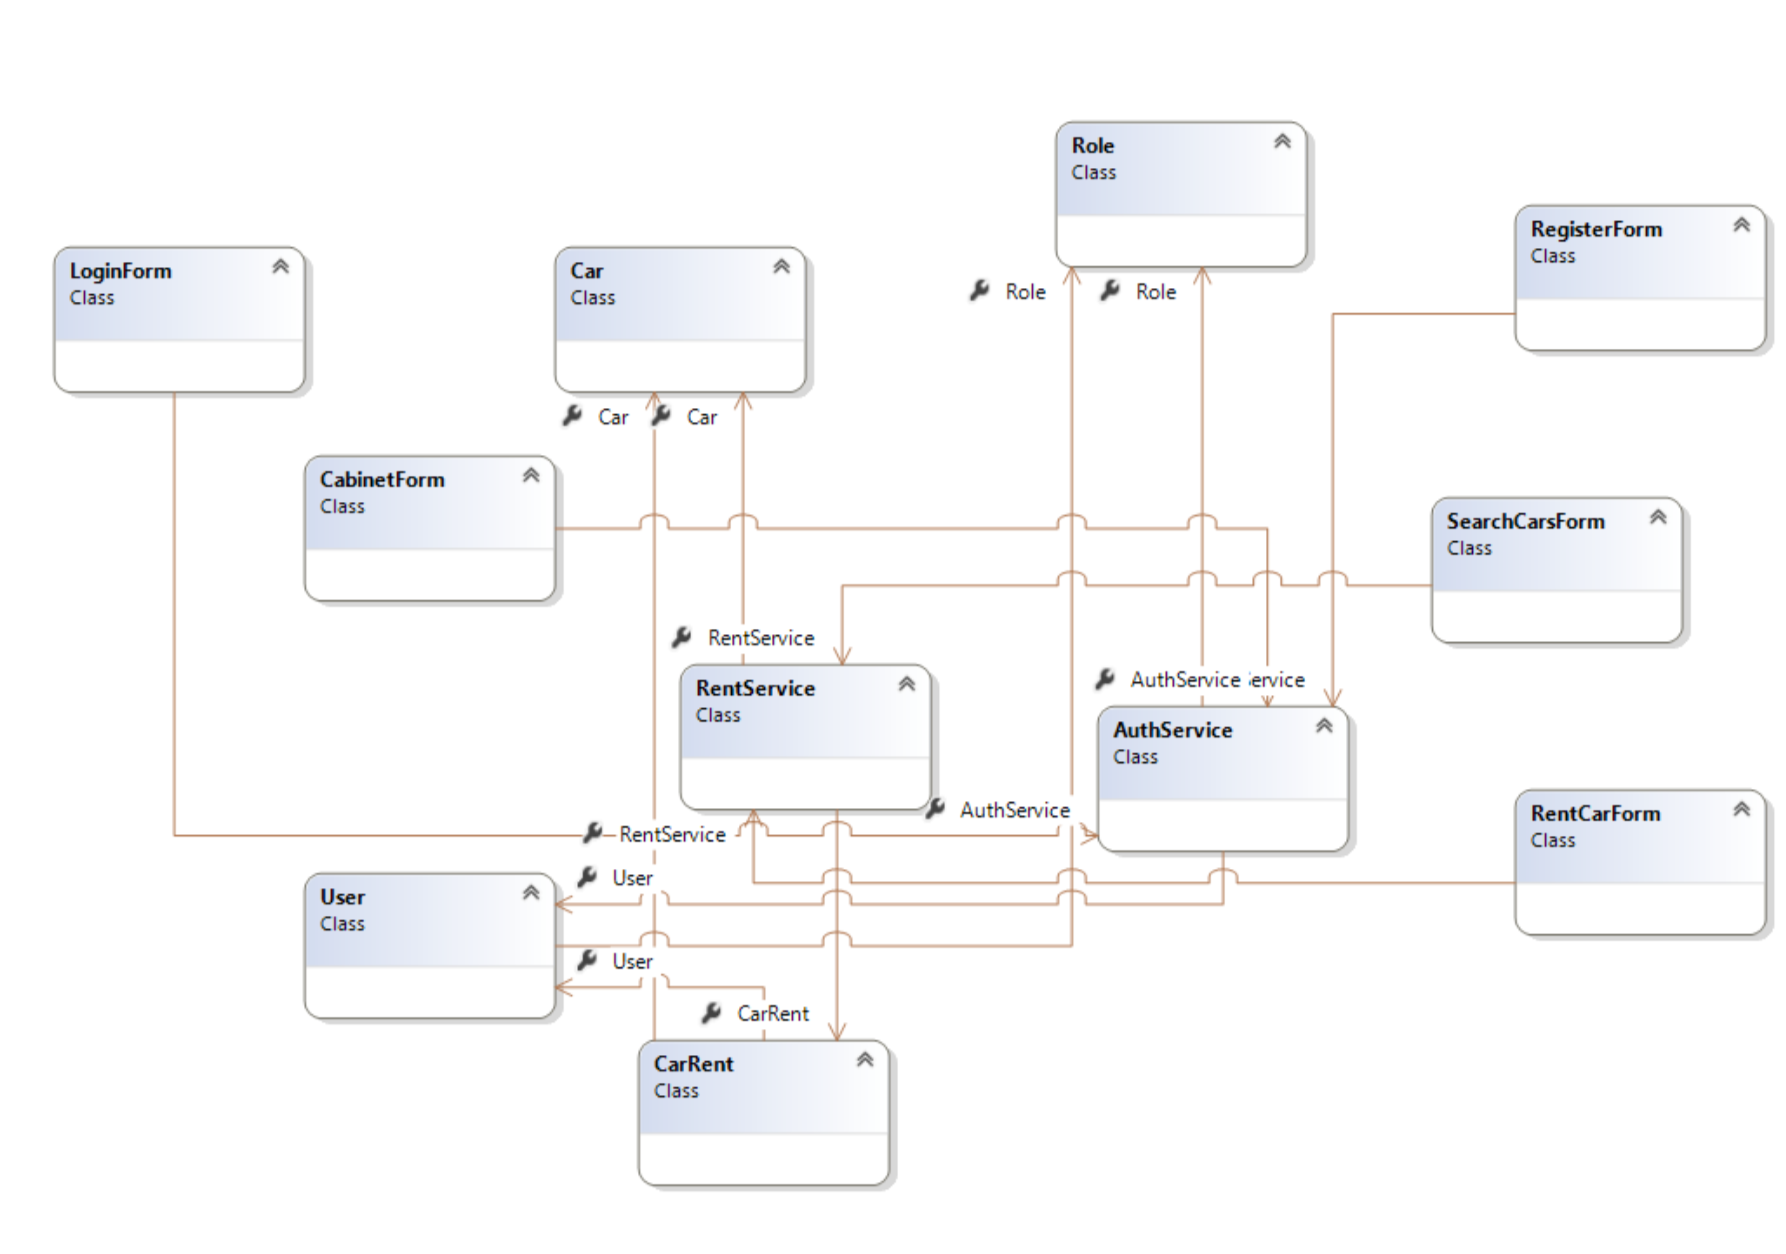 Role
Class
RegisterForm
Class
LoginForm
Class
Car
Class
Role
Role
Car
Car
CabinetForm
Class
SearchCarsForm
Class
RentService
RentService
Class
AuthService
ervice
AuthService
Class
AuthService
RentCarForm
Class
RentService
User
User
Class
User
CarRent
CarRent
Class